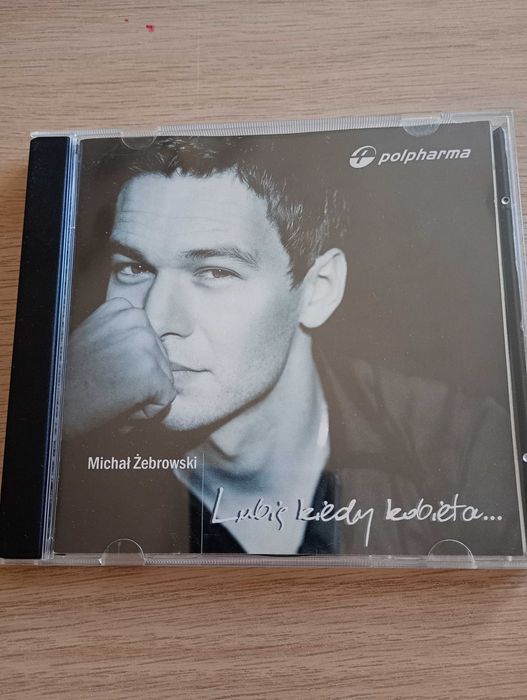 polpharma
Michał Żebrowski
Lubię kiedy kobieta...